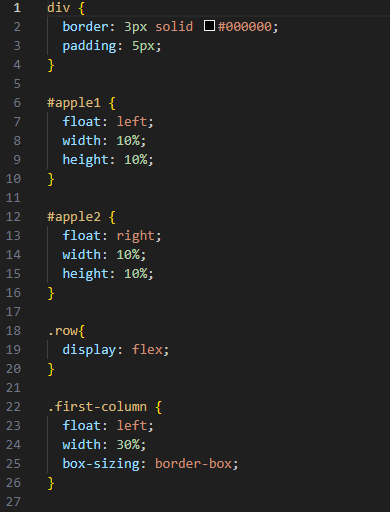 1 div {
2 border: 3px solid #000000;
3 padding: 5px;
4 }
5
6 #apple1 {
7 float: left;
8 width: 10%;
9 height: 10%;
10 }
11
12 #apple2 {
13 float: right;
14 width: 10%;
15 height: 10%;
16 }
17
18 .row{
19 display: flex;
20 }
21
22 .first-column {
23 float: left;
24 width: 30%;
25 box-sizing: border-box;
26 }
27